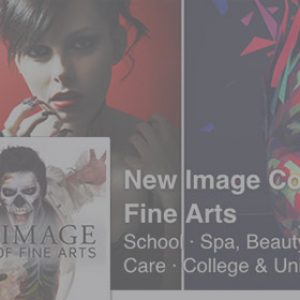 New Image Co
Fine Arts
School · Spa, Beauty
Care · College & Uni
IMAGE
OF FINE ARTS